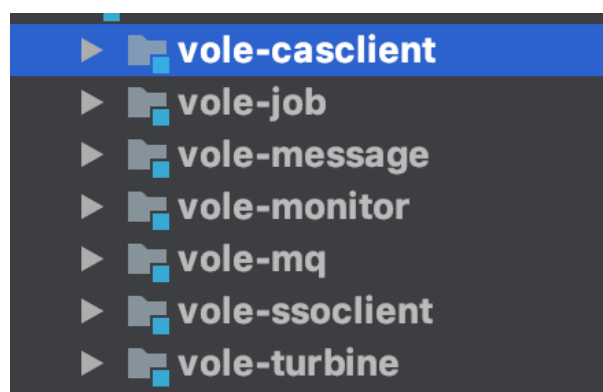 vole-casclient
vole-job
vole-message
vole-monitor
vole-mq
vole-ssoclient
vole-turbine